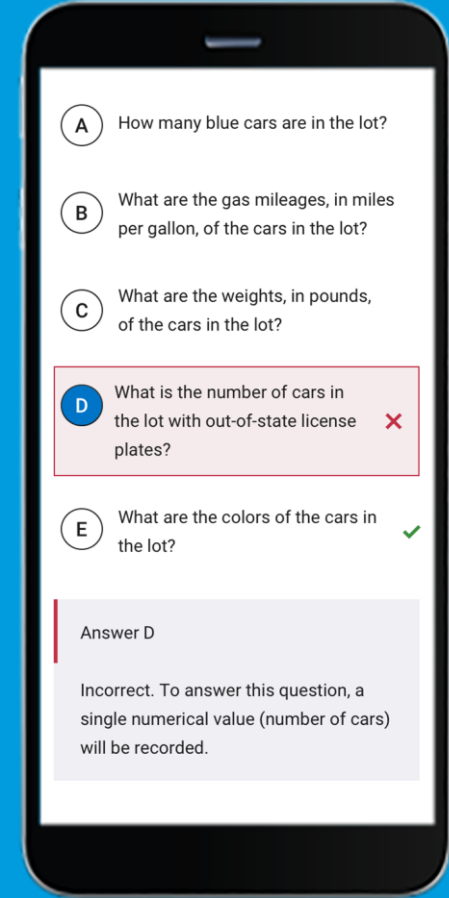 A How many blue cars are in the lot?
B What are the gas mileages, in miles
per gallon, of the cars in the lot?
C What are the weights, in pounds,
of the cars in the lot?
D What is the number of cars in
the lot with out-of-state license
plates?
E What are the colors of the cars in
the lot?
Answer D
Incorrect. To answer this question, a
single numerical value (number of cars)
will be recorded.